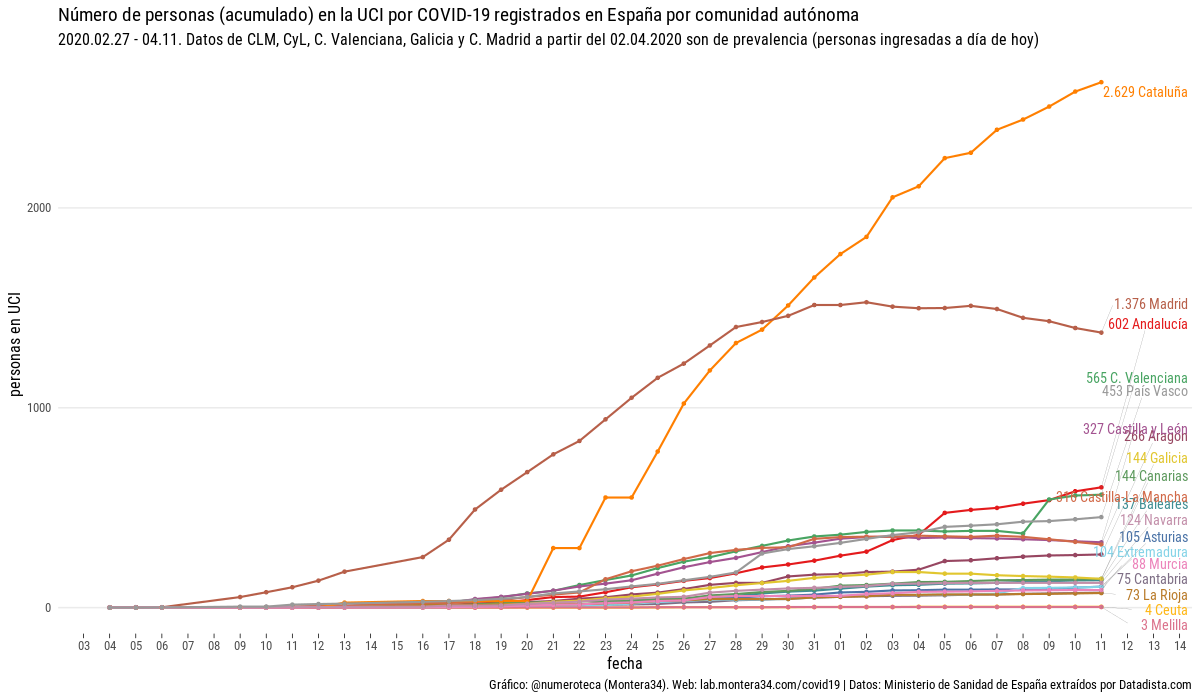 Número de personas (acumulado) en la UCI por COVID-19 registrados en España por comunidad autónoma
2020.02.27 - 04.11. Datos de CLM, CyL, C. Valenciana, Galicia y C. Madrid a partir del 02.04.2020 son de prevalencia (personas ingresadas a día de hoy)
personas en UCI
2000
1000
0
2.629 Cataluña
1.376 Madrid
602 Andalucía
565 C. Valenciana
453 País Vasco
327 Castilla y León
266 Aragón
144 Galicia
144 Canarias
316 Castilla-La Mancha
137 Baleares
124 Navarra
105 Asturias
104 Extremadura
88 Murcia
75 Cantabria
73 La Rioja
4 Ceuta
3 Melilla
03 04 05 06 07 08 09 10 11 12 13 14 15 16 17 18 19 20 21 22 23 24 25 26 27 28 29 30 31 01 02 03 04 05 06 07 08 09 10 11 12 13 14
fecha
Gráfico: @numeroteca (Montera34). Web: lab.montera34.com/covid19 | Datos: Ministerio de Sanidad de España extraídos por Datadista.com